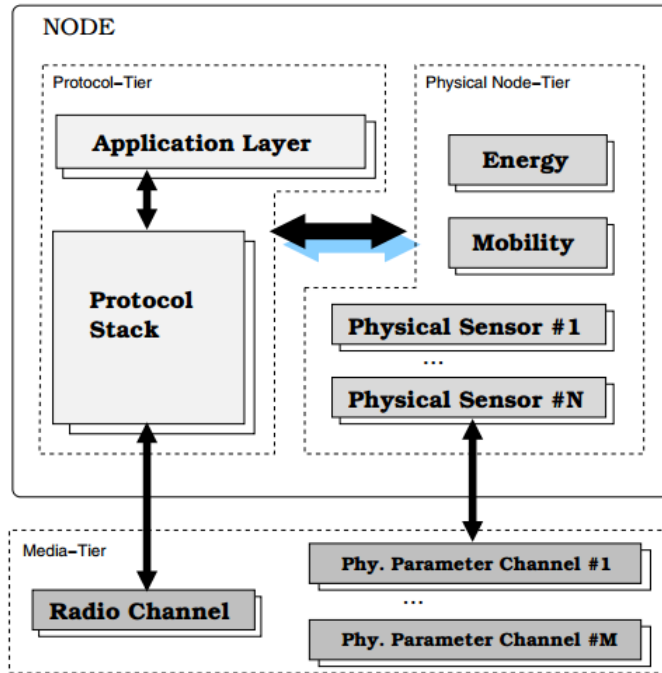 NODE
Protocol-Tier
Application Layer
Protocol
Stack
Physical Node-Tier
Energy
Mobility
Physical Sensor #1
...
Physical Sensor #N
Media-Tier
Radio Channel
Phy. Parameter Channel #1
...
Phy. Parameter Channel #M